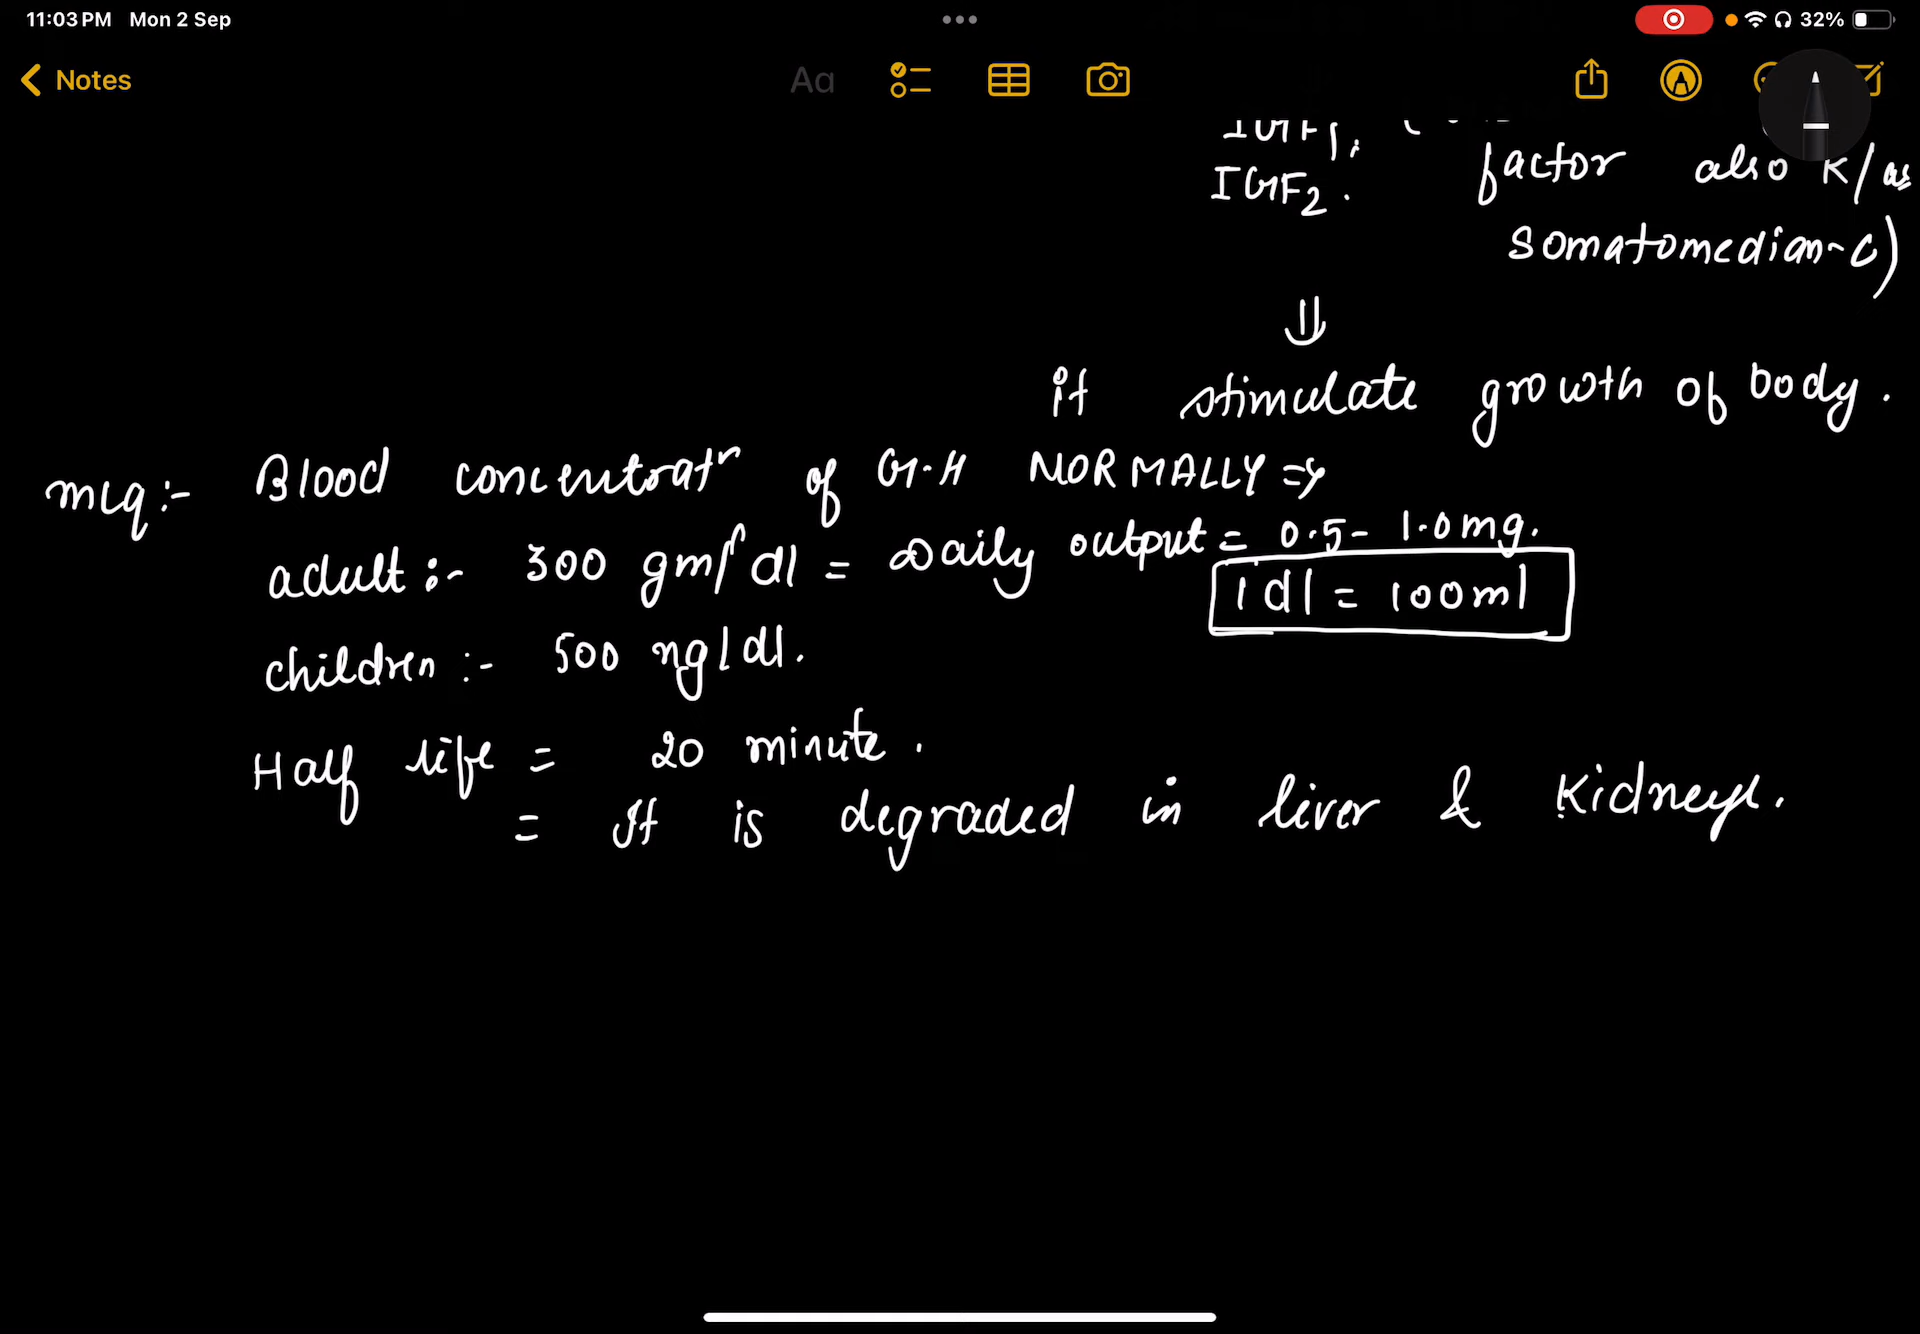 11:03 PM Mon 2 Sep
32%
Notes
Aa
IGF1,
IGF2. factor also K/as
somatomedian-C)
it stimulate growth of body.
mcq:- Blood concentratn of G.H NORMALLY =>
adult :- 300 gm/dl = Daily output = 0.5- 1.0mg.
1dl = 100ml
children :- 500 ng/dl.
Half life = 20 minute.
= It is degraded in liver & Kidney.